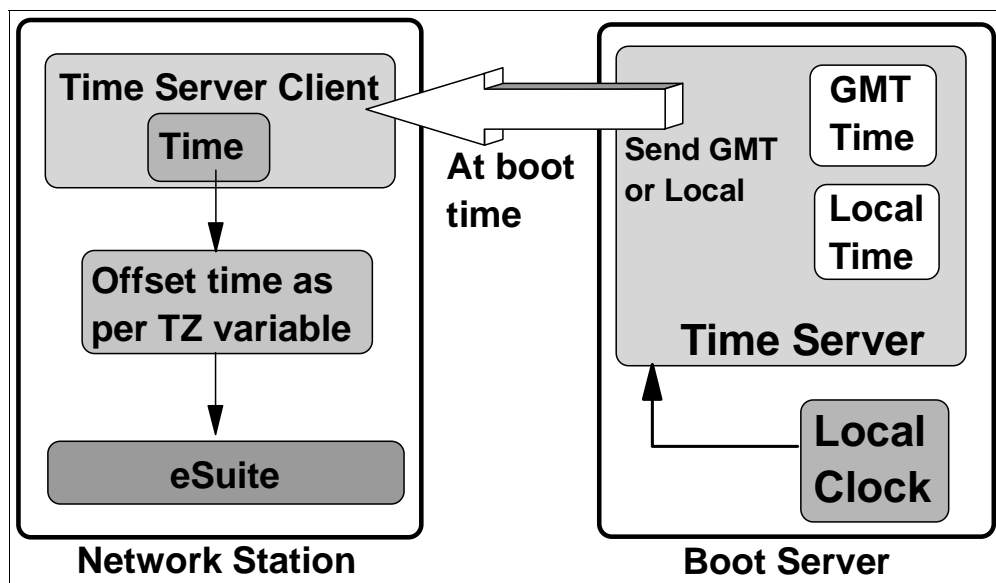 Time Server Client
Time
Offset time as
per TZ variable
eSuite
Network Station
At boot
time
Send GMT
or Local
GMT
Time
Local
Time
Time Server
Local
Clock
Boot Server